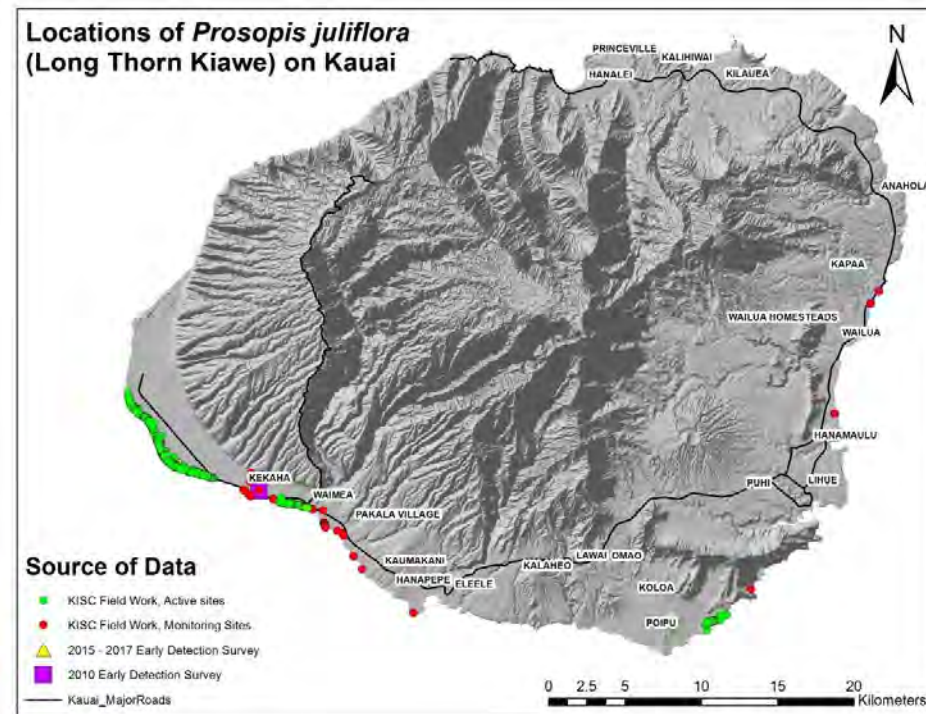 Locations of Prosopis juliflora
(Long Thorn Kiawe) on Kauai
N
PRINCEVILLE
KALIHIWAI
HANALEI
KILAUEA
ANAHOLA
KAPAA
WAILUA HOMESTEADS
WAILUA
HANAMAULU
KEKAHA
PUHI
LIHUE
WAIMEA
PAKALA VILLAGE
LAWAI
OMAO
KAUMAKANI
KALAHEO
HANAPEPE
ELEELE
KOLOA
POIPU
Source of Data
KISC Field Work, Active sites
KISC Field Work, Monitoring Sites
2015 - 2017 Early Detection Survey
2010 Early Detection Survey
Kauai_MajorRoads
0 2.5 5 10 15 20
Kilometers